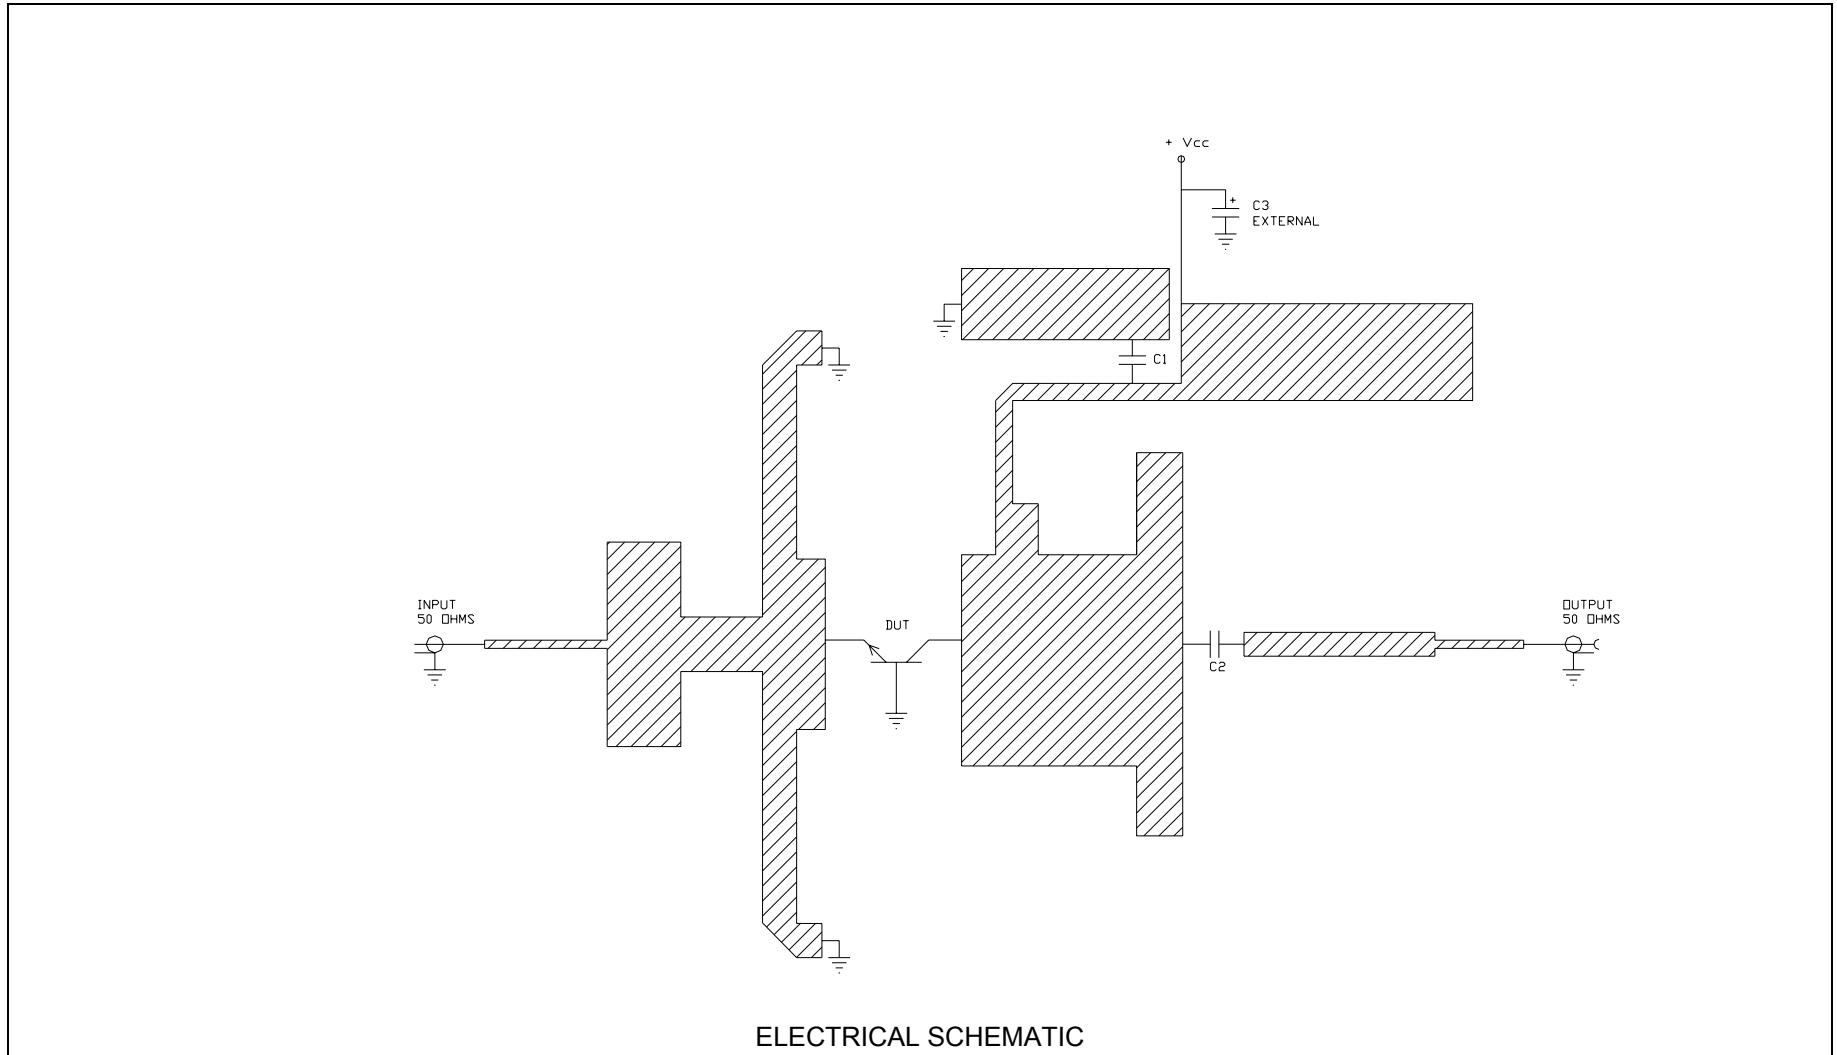 + Vcc
+
C3
EXTERNAL
C1
INPUT
50 OHMS
DUT
OUTPUT
50 OHMS
C2
ELECTRICAL SCHEMATIC